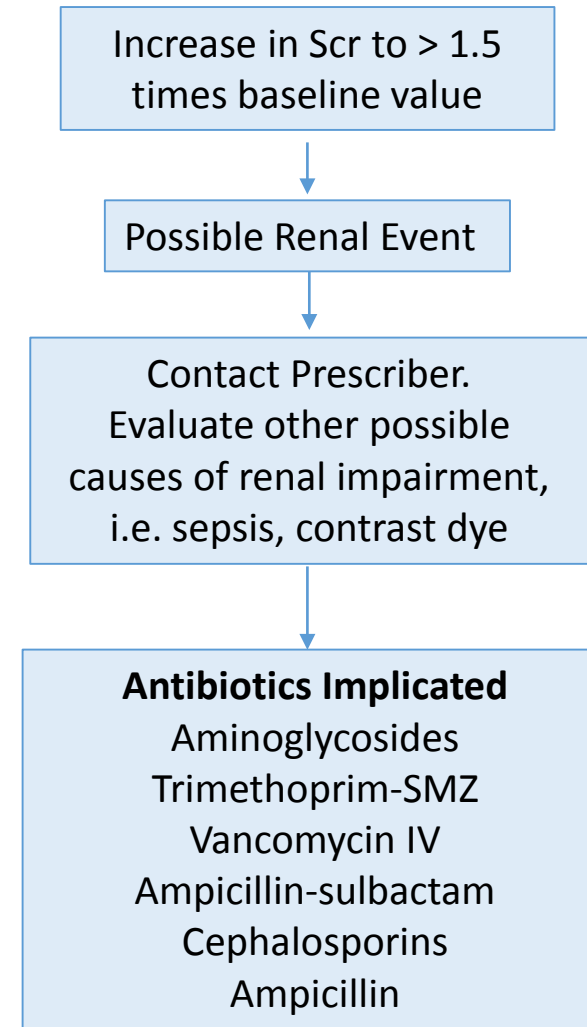 Increase in Scr to > 1.5
times baseline value
Possible Renal Event
Contact Prescriber.
Evaluate other possible
causes of renal impairment,
i.e. sepsis, contrast dye
Antibiotics Implicated
Aminoglycosides
Trimethoprim-SMZ
Vancomycin IV
Ampicillin-sulbactam
Cephalosporins
Ampicillin